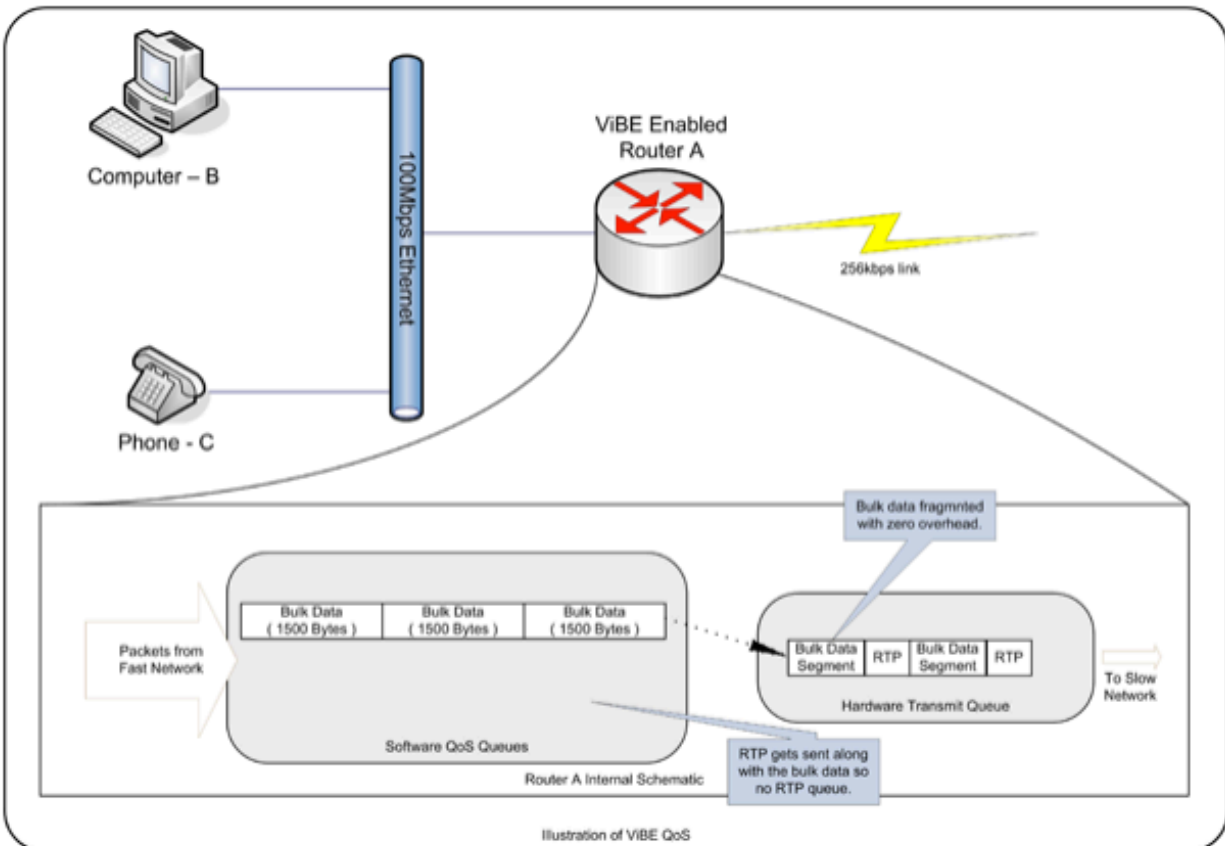 ViBE Enabled
Router A
Computer – B
100Mbps Ethernet
256kbps link
Phone - C
Bulk data fragmnted
with zero overhead.
Packets from
Fast Network
Bulk Data
( 1500 Bytes )
Bulk Data
( 1500 Bytes )
Bulk Data
( 1500 Bytes )
Software QoS Queues
Bulk Data
Segment
RTP
Bulk Data
Segment
RTP
Hardware Transmit Queue
To Slow
Network
RTP gets sent along
with the bulk data so
no RTP queue.
Router A Internal Schematic
Illustration of ViBE QoS